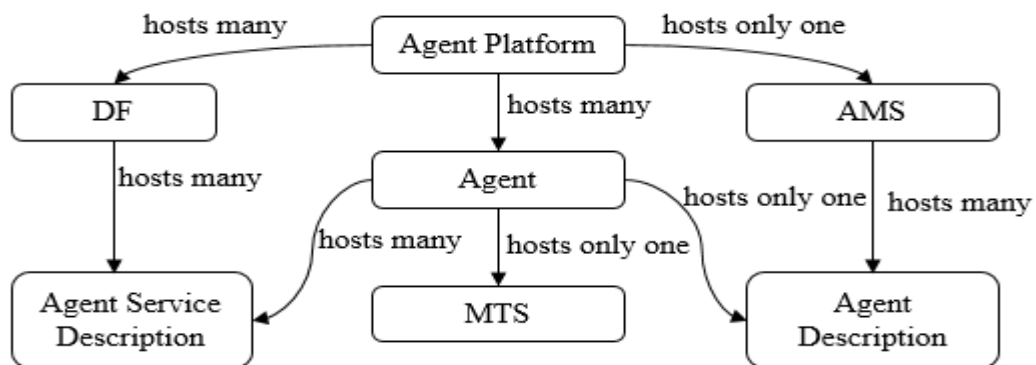 hosts many
Agent Platform
hosts only one
DF
hosts many
AMS
hosts many
Agent
hosts only one
hosts many
hosts many
hosts only one
Agent Service
Description
MTS
Agent
Description